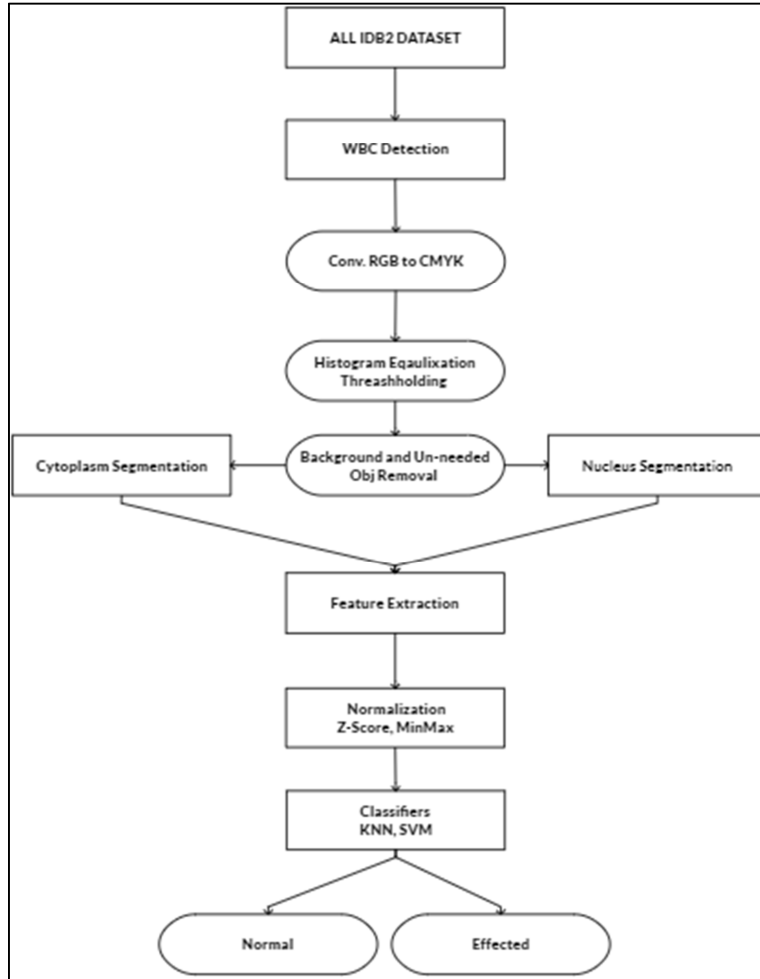 ALL IDB2 DATASET
WBC Detection
Conv. RGB to CMYK
Histogram Eqaulixation
Threashholding
Cytoplasm Segmentation
Background and Un-needed
Obj Removal
Nucleus Segmentation
Feature Extraction
Normalization
Z-Score, MinMax
Classifiers
KNN, SVM
Normal
Effected